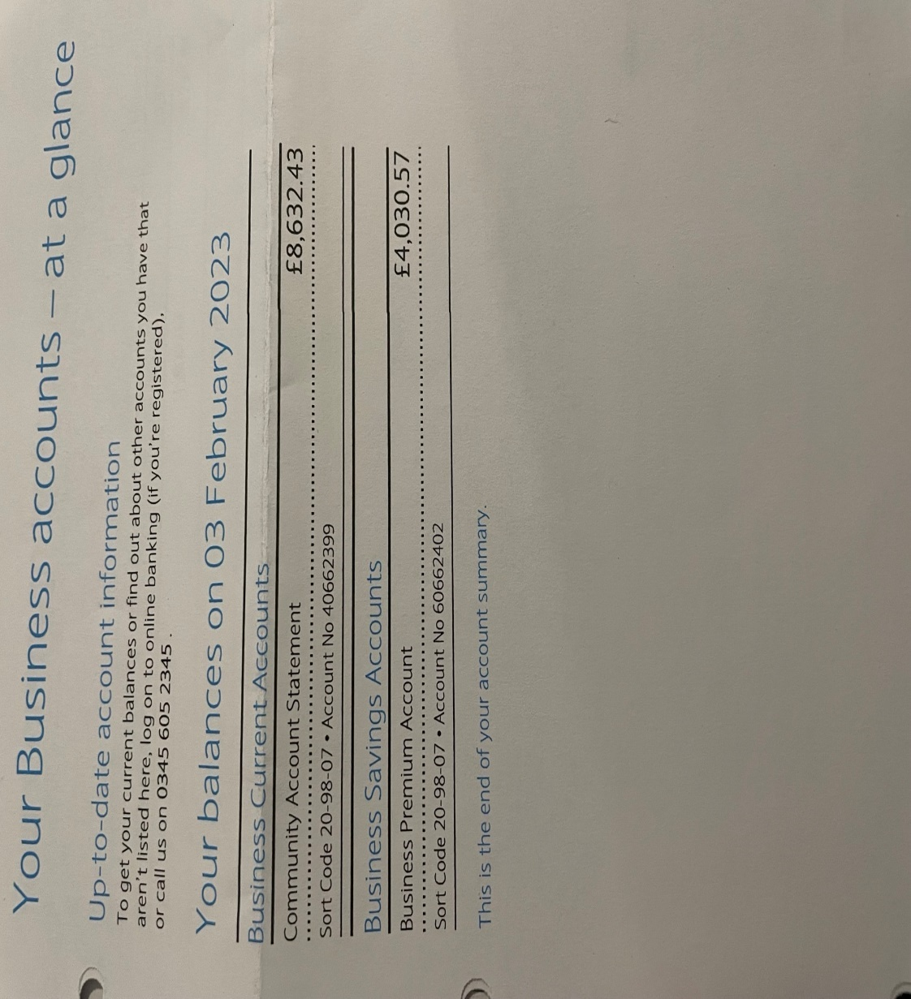 Your Business accounts – at a glance
Up-to-date account information
To get your current balances or find out about other accounts you have that
aren't listed here, log on to online banking (if you're registered),
or call us on 0345 605 2345 .
Your balances on 03 February 2023
Business Current Accounts
Community Account Statement £8,632.43
Sort Code 20-98-07 • Account No 40662399
Business Savings Accounts
Business Premium Account £4,030.57
Sort Code 20-98-07 • Account No 60662402
This is the end of your account summary.